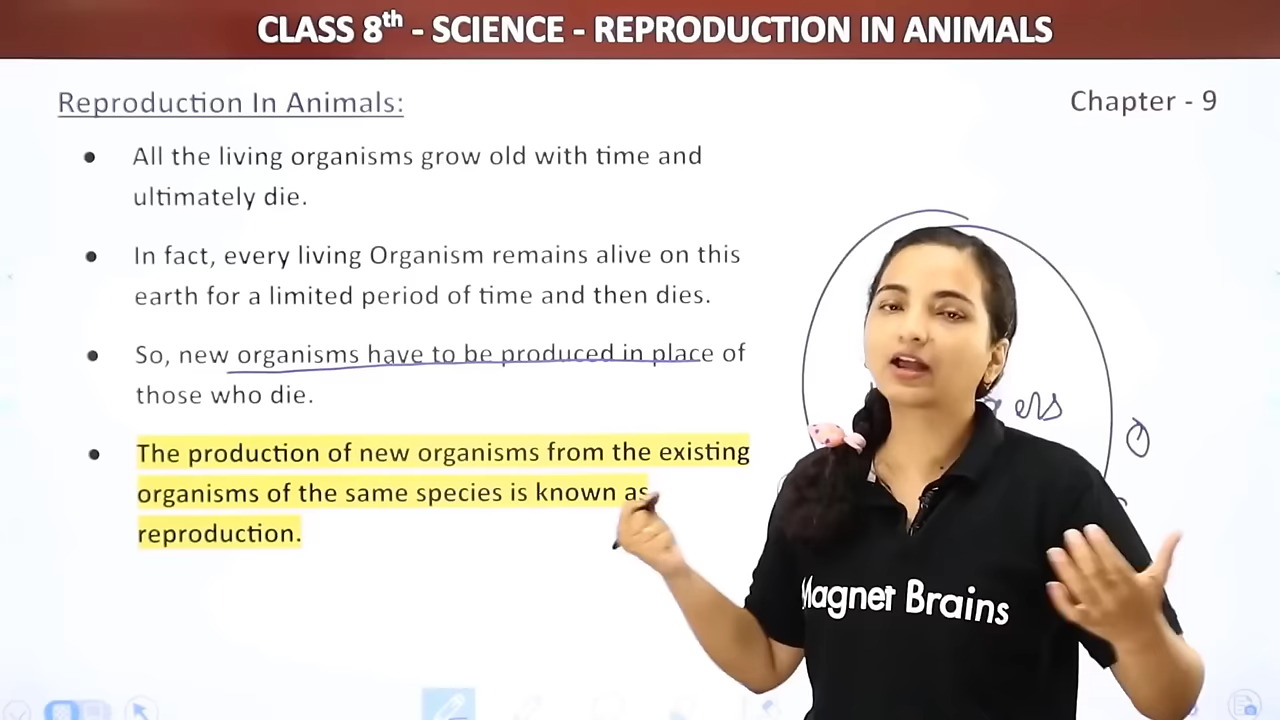 CLASS 8th - SCIENCE - REPRODUCTION IN ANIMALS
Reproduction In Animals:
Chapter - 9
All the living organisms grow old with time and
ultimately die.
In fact, every living Organism remains alive on this
earth for a limited period of time and then dies.
So, new organisms have to be produced in place of
those who die.
The production of new organisms from the existing
organisms of the same species is known as
reproduction.
Magnet Brains